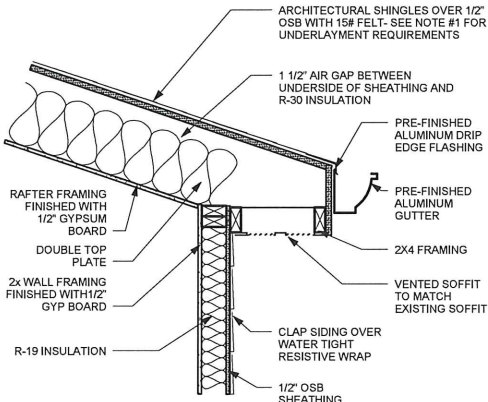 ARCHITECTURAL SHINGLES OVER 1/2"
OSB WITH 15# FELT- SEE NOTE #1 FOR
UNDERLAYMENT REQUIREMENTS
1 1/2" AIR GAP BETWEEN
UNDERSIDE OF SHEATHING AND
R-30 INSULATION
PRE-FINISHED
ALUMINUM DRIP
EDGE FLASHING
PRE-FINISHED
ALUMINUM
GUTTER
2X4 FRAMING
VENTED SOFFIT
TO MATCH
EXISTING SOFFIT
RAFTER FRAMING
FINISHED WITH
1/2" GYPSUM
BOARD
DOUBLE TOP
PLATE
2x WALL FRAMING
FINISHED WITH1/2"
GYP BOARD
R-19 INSULATION
CLAP SIDING OVER
WATER TIGHT
RESISTIVE WRAP
1/2" OSB
SHEATHING